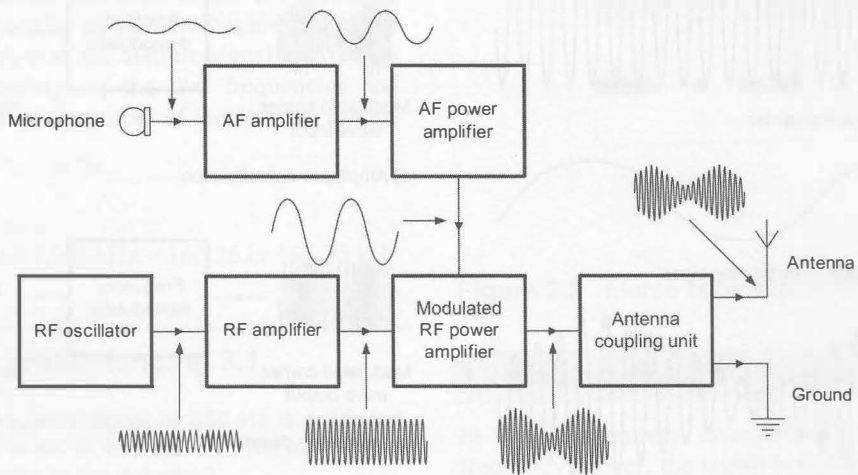 Microphone
AF amplifier
AF power
amplifier
RF oscillator
RF amplifier
Modulated
RF power
amplifier
Antenna
coupling unit
Antenna
Ground